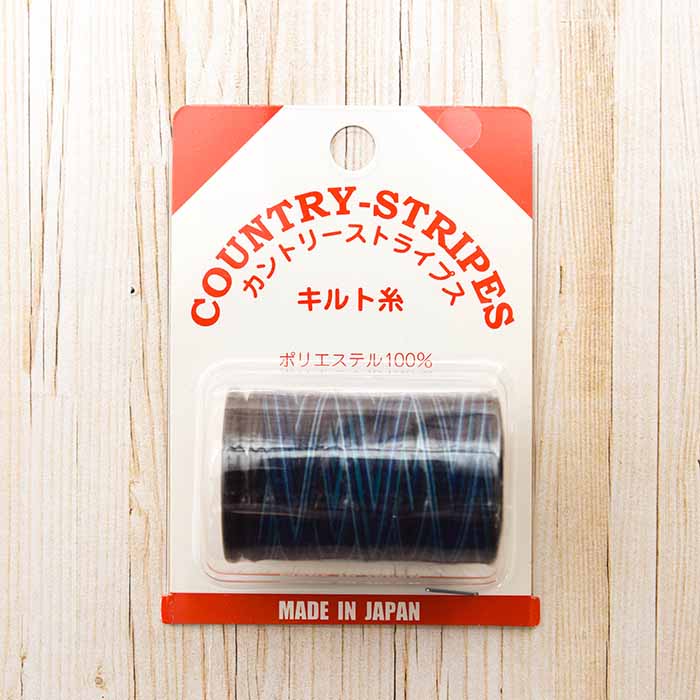 COUNTRY-STRIPES
カントリーストライプス
キルト糸
ポリエステル100%
MADE IN JAPAN